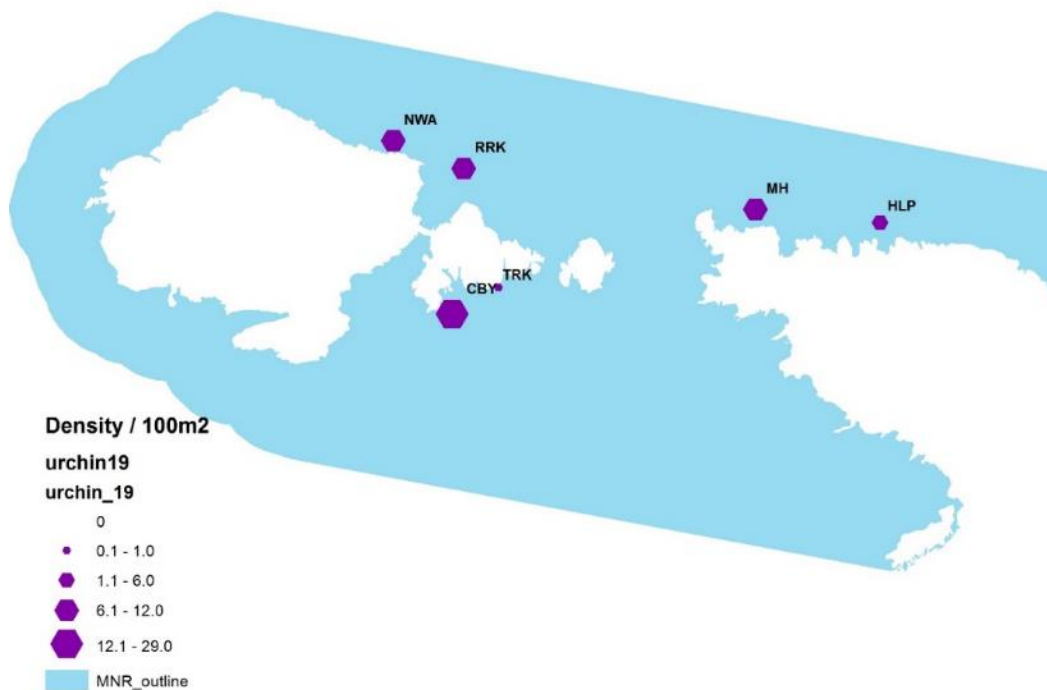 NWA
RRK
MH
HLP
TRK
CBY
Density / 100m2
urchin19
urchin_19
0
0.1 - 1.0
1.1 - 6.0
6.1 - 12.0
12.1 - 29.0
MNR_outline